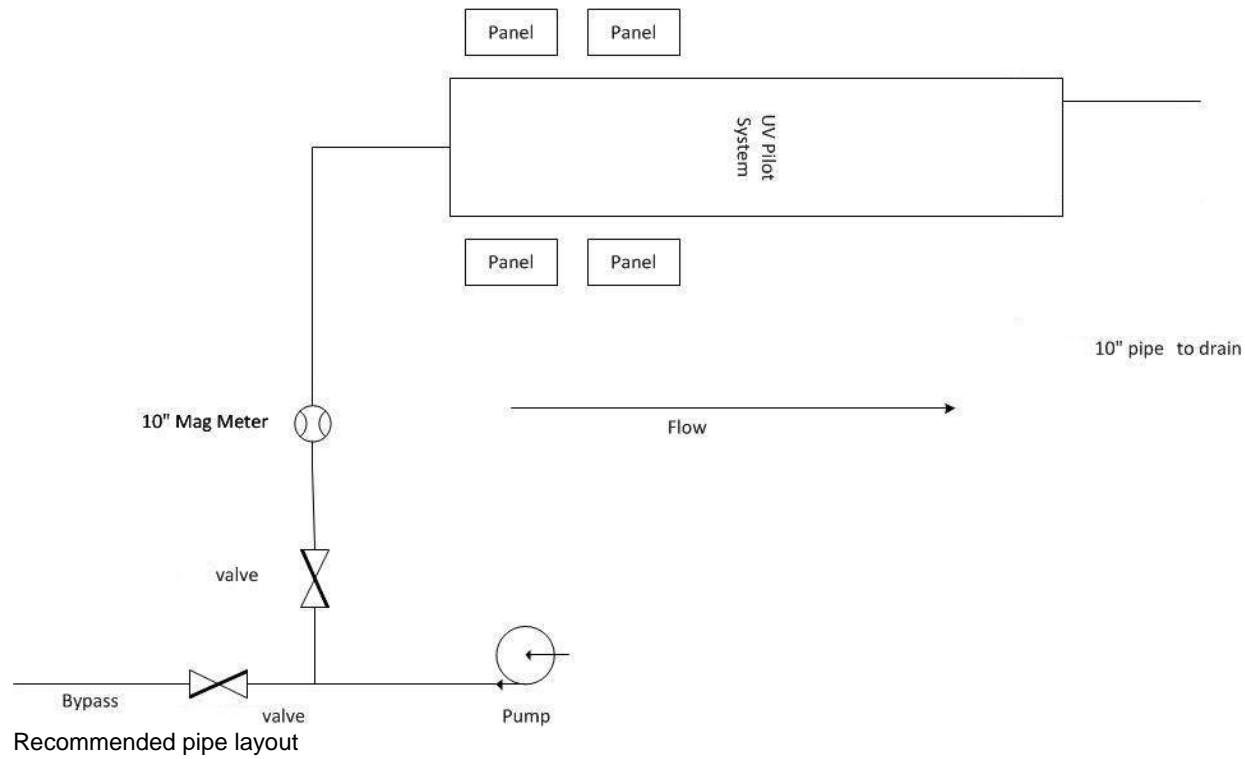 Panel
Panel
UV Pilot
System
Panel
Panel
10" pipe to drain
10" Mag Meter
Flow
valve
Bypass
valve
Pump
Recommended pipe layout